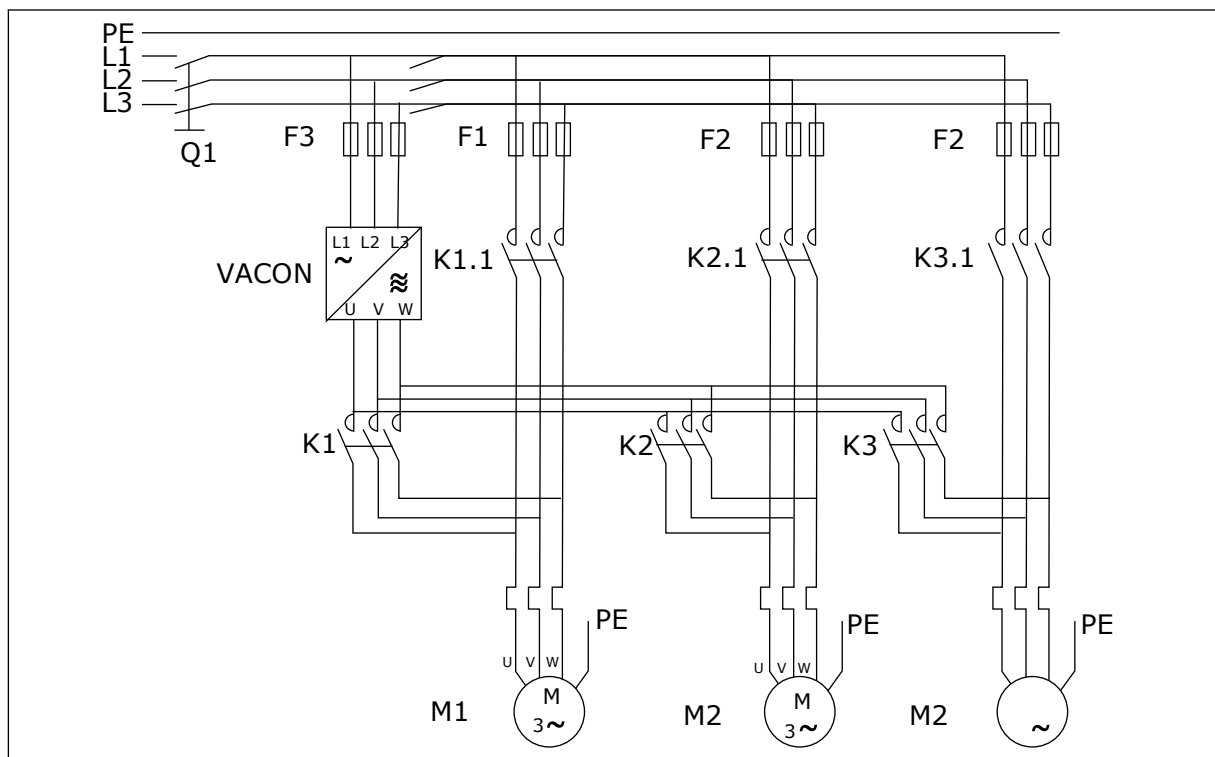 PE
L1
L2
L3
Q1
F3 F1 F2 F2
L1 L2 L3
~
VACON
≋
U V W
K1.1 K2.1 K3.1
K1 K2 K3
PE PE PE
U V W U V W
M M
M1 3~ M2 3~ M2 ~